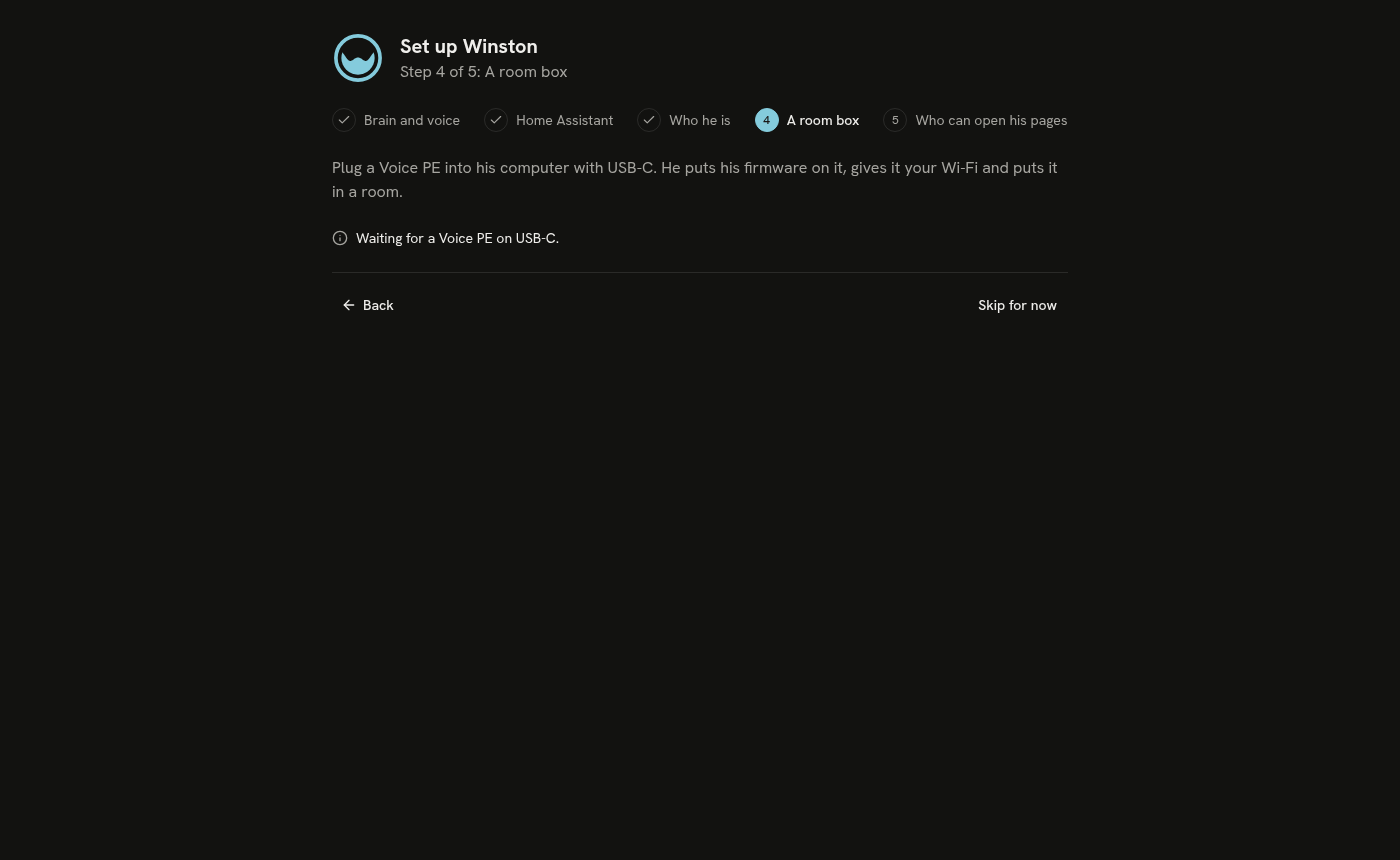 Set up Winston
Step 4 of 5: A room box
Brand and voice
Home Assistant
Who he is
4 A room box
5 Who can open his pages
Plug a Voice PE into his computer with USB-C. He puts his firmware on it, gives it your Wi-Fi and puts it
in a room.
Waiting for a Voice PE on USB-C.
Back
Skip for now